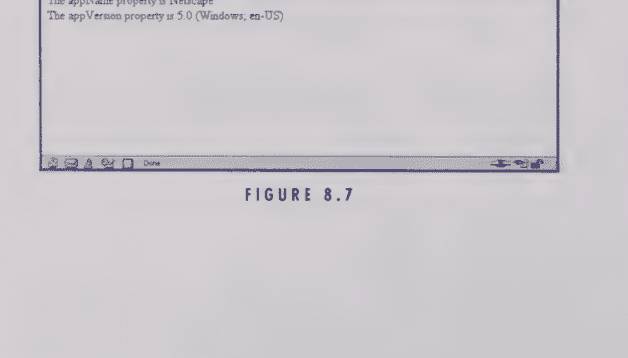 The appName property is Netscape
The appVersion property is 5.0 (Windows; en-US)
Done
FIGURE 8.7